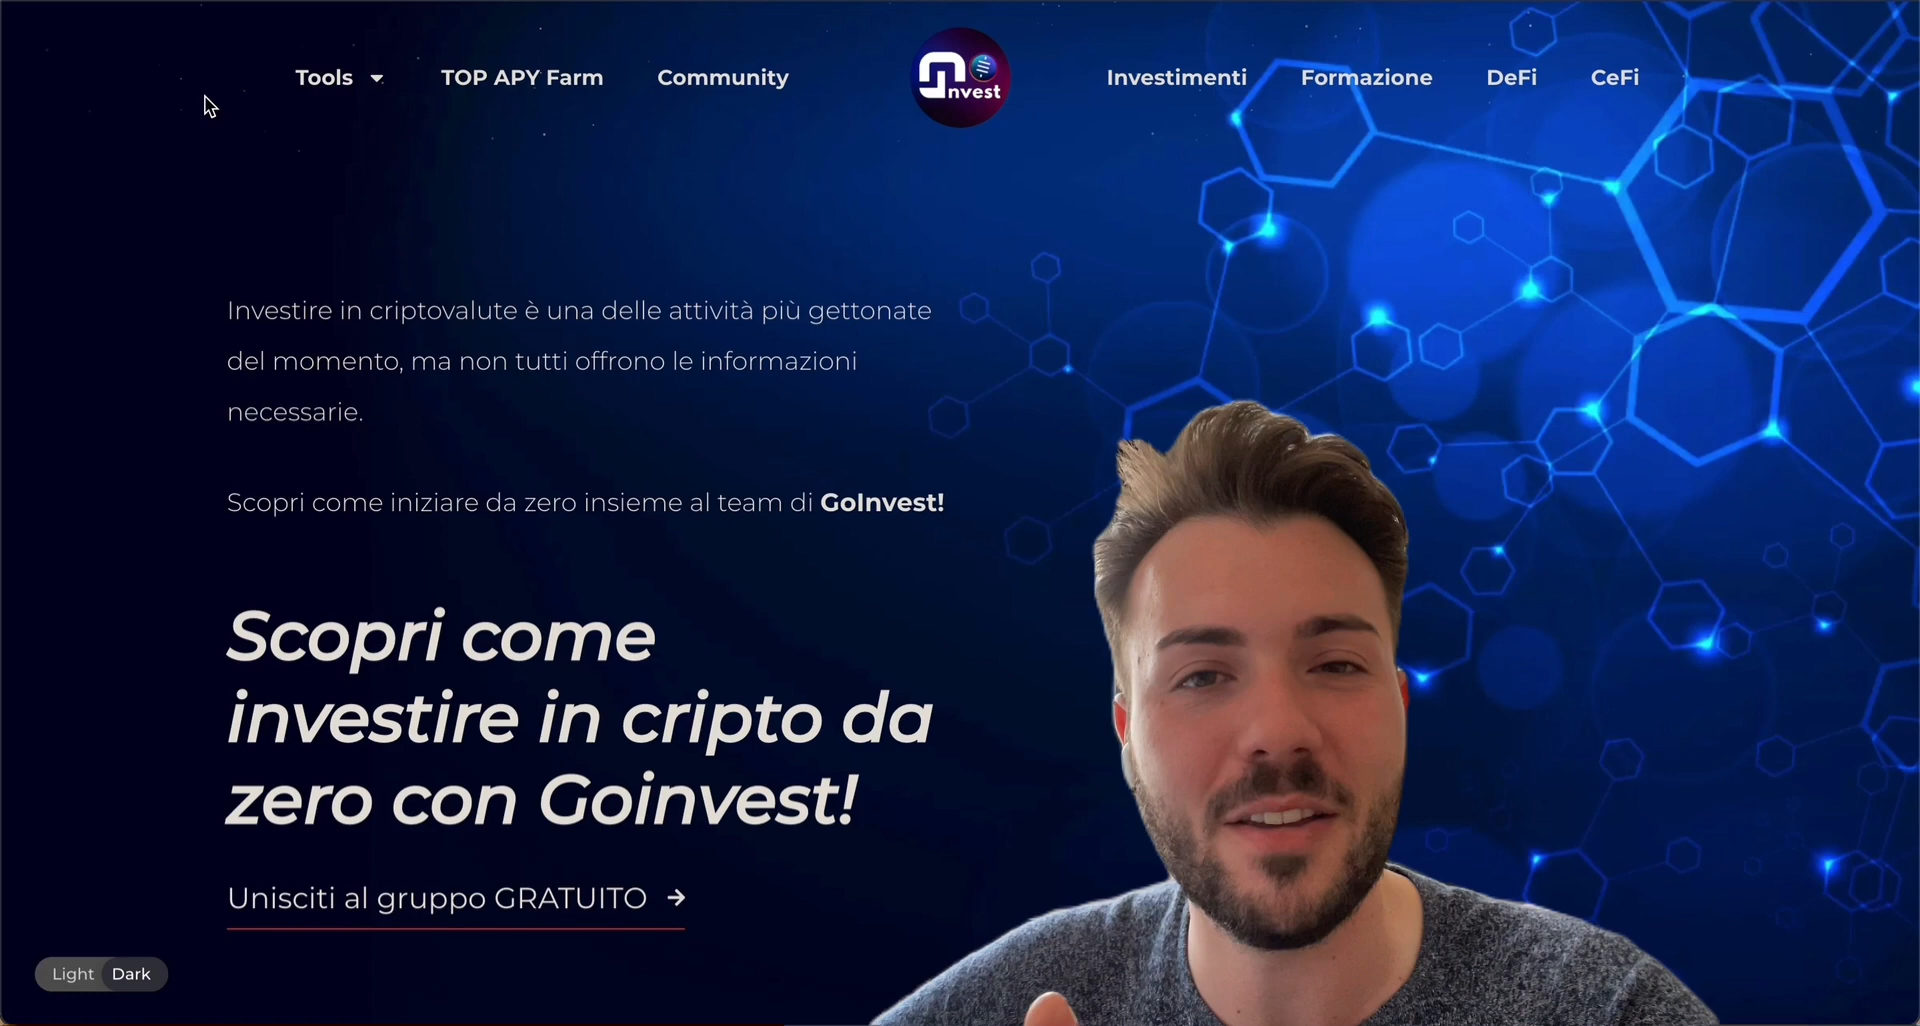 Tools
TOP APY Farm
Community
nvest
Investimenti
Formazione
DeFi
CeFi
Investire in criptovalute è una delle attività più gettonate
del momento, ma non tutti offrono le informazioni
necessarie.
Scopri come iniziare da zero insieme al team di GoInvest!
Scopri come
investire in cripto da
zero con Goinvest!
Unisciti al gruppo GRATUITO
Light
Dark